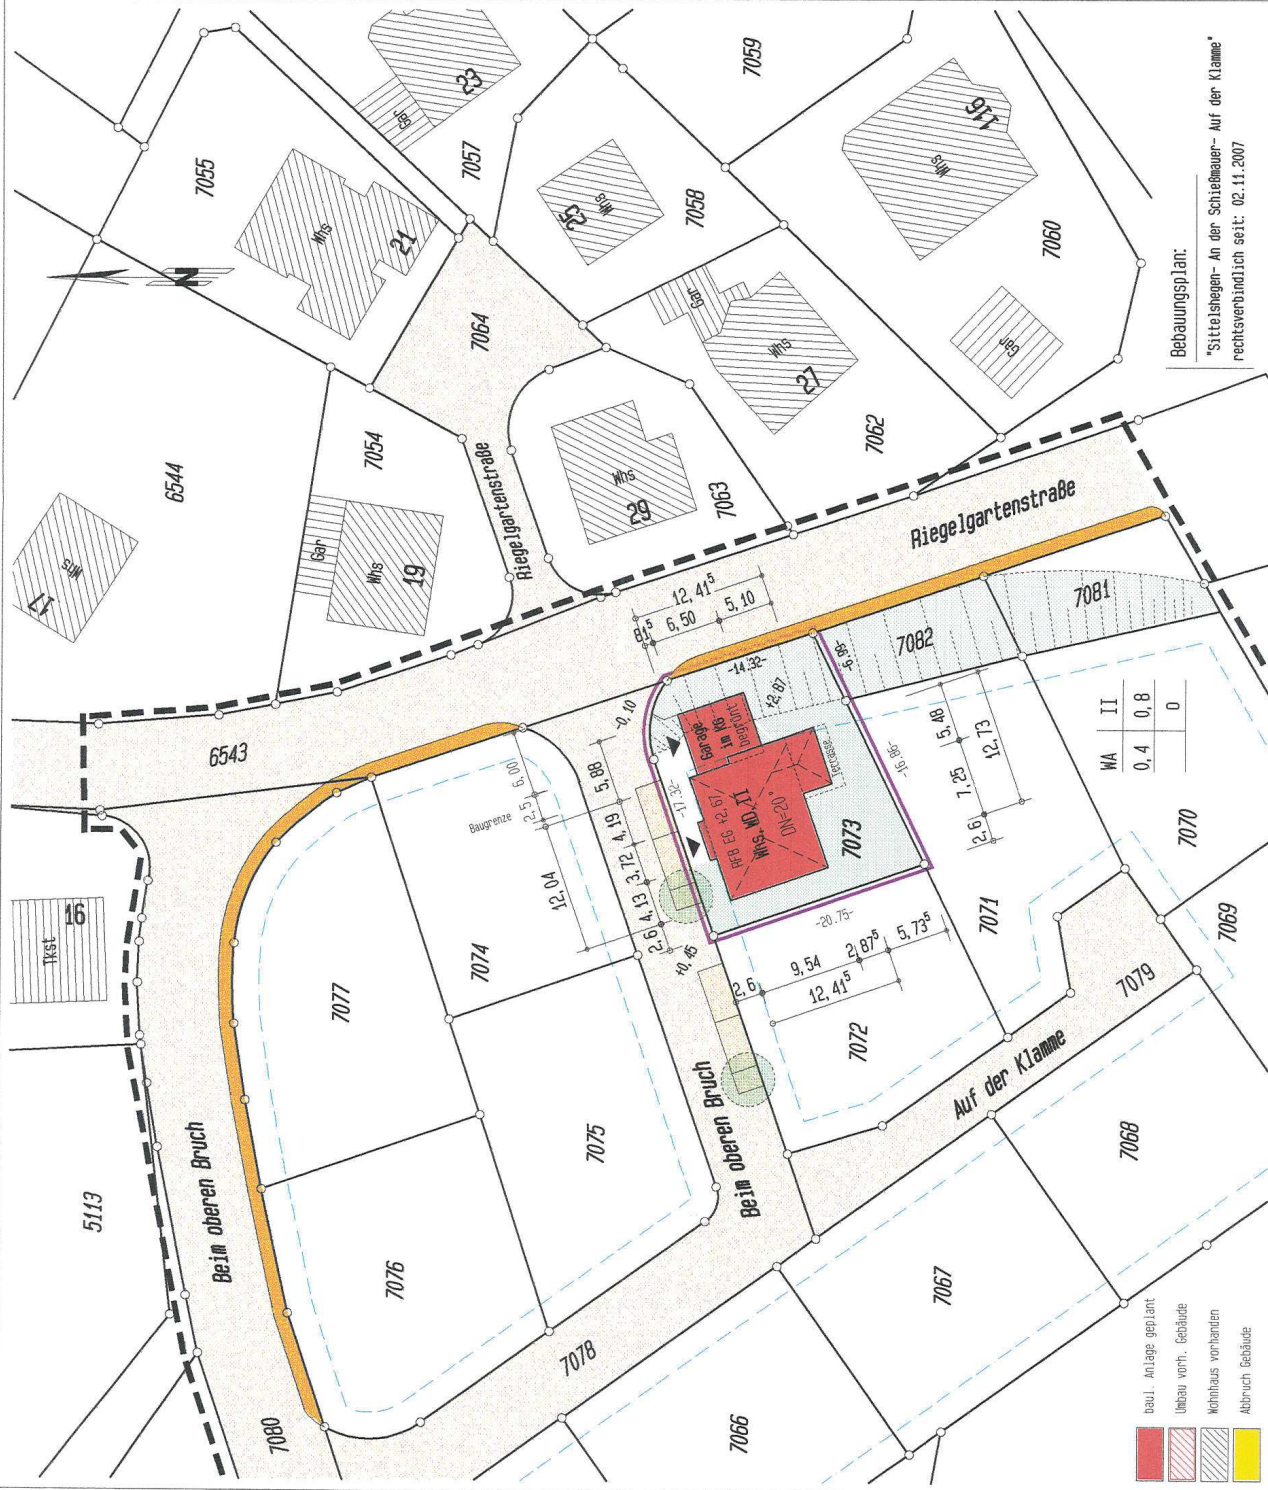 Bebauungsplan:
"Sittelshegen- An der Schießmauer- Auf der Klamme"
rechtsverbindlich seit: 02.11.2007
N
7055
Whs
21
Gar
23
7057
7059
Whs
25
7058
Whs
116
7060
Gar
7064
Gar
Whs
27
7062
6544
Whs
17
7054
Gar
Whs
19
Riegelgartenstraße
Whs
29
7063
Riegelgartenstraße
6543
Tkst
16
5113
7077
7074
7075
7076
7078
7080
Beim oberen Bruch
Beim oberen Bruch
Auf der Klamme
Baugrenze
6,00
2,5
12,04
5,88
4,19
3,72
4,13
2,6
+0,45
-0,10
81⁵
12,41⁵
6,50
5,10
-14.32-
+2,87
-6.99-
-17.32-
Garage
im KG
begrünt
RFB EG +2,67
Whs, WD, II
DN=20°
Terrasse
7073
-16.86-
-20.75-
2,6
9,54
2,87⁵
5,73⁵
12,41⁵
5,48
7,25
12,73
2,6
7082
7081
WA II
0,4 0,8
O
7070
7071
7072
7069
7079
7068
7067
7066
baul. Anlage geplant
Umbau vorh. Gebäude
Wohnhaus vorhanden
Abbruch Gebäude